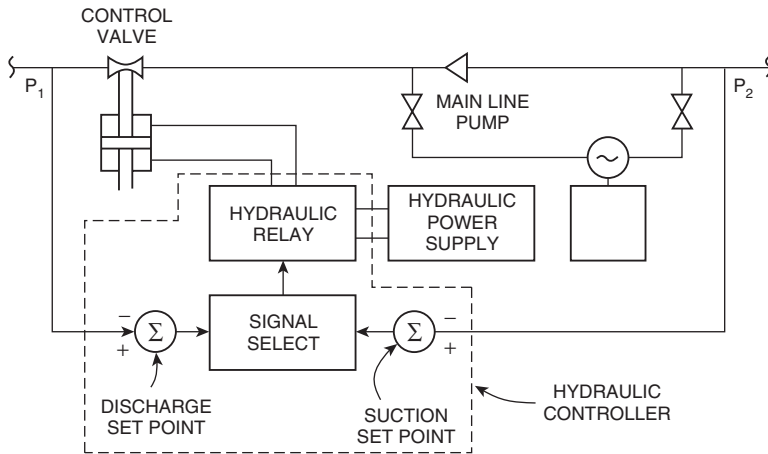 CONTROL
VALVE
P1
MAIN LINE
PUMP
P2
HYDRAULIC
RELAY
HYDRAULIC
POWER
SUPPLY
−
+
Σ
SIGNAL
SELECT
Σ
−
+
DISCHARGE
SET POINT
SUCTION
SET POINT
HYDRAULIC
CONTROLLER